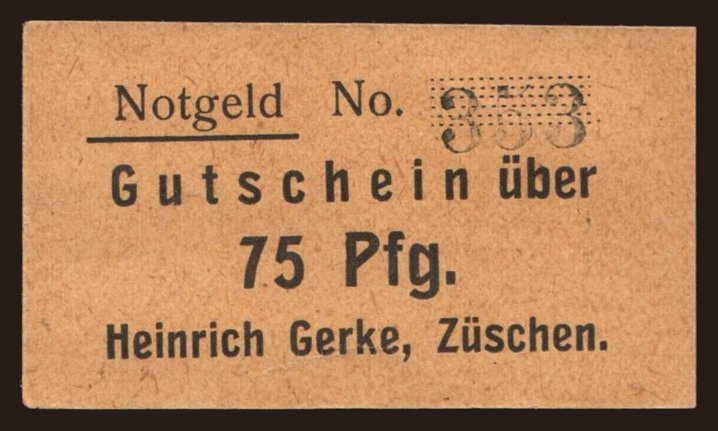 Notgeld No. 353
Gutschein über
75 Pfg.
Heinrich Gerke, Züschen.